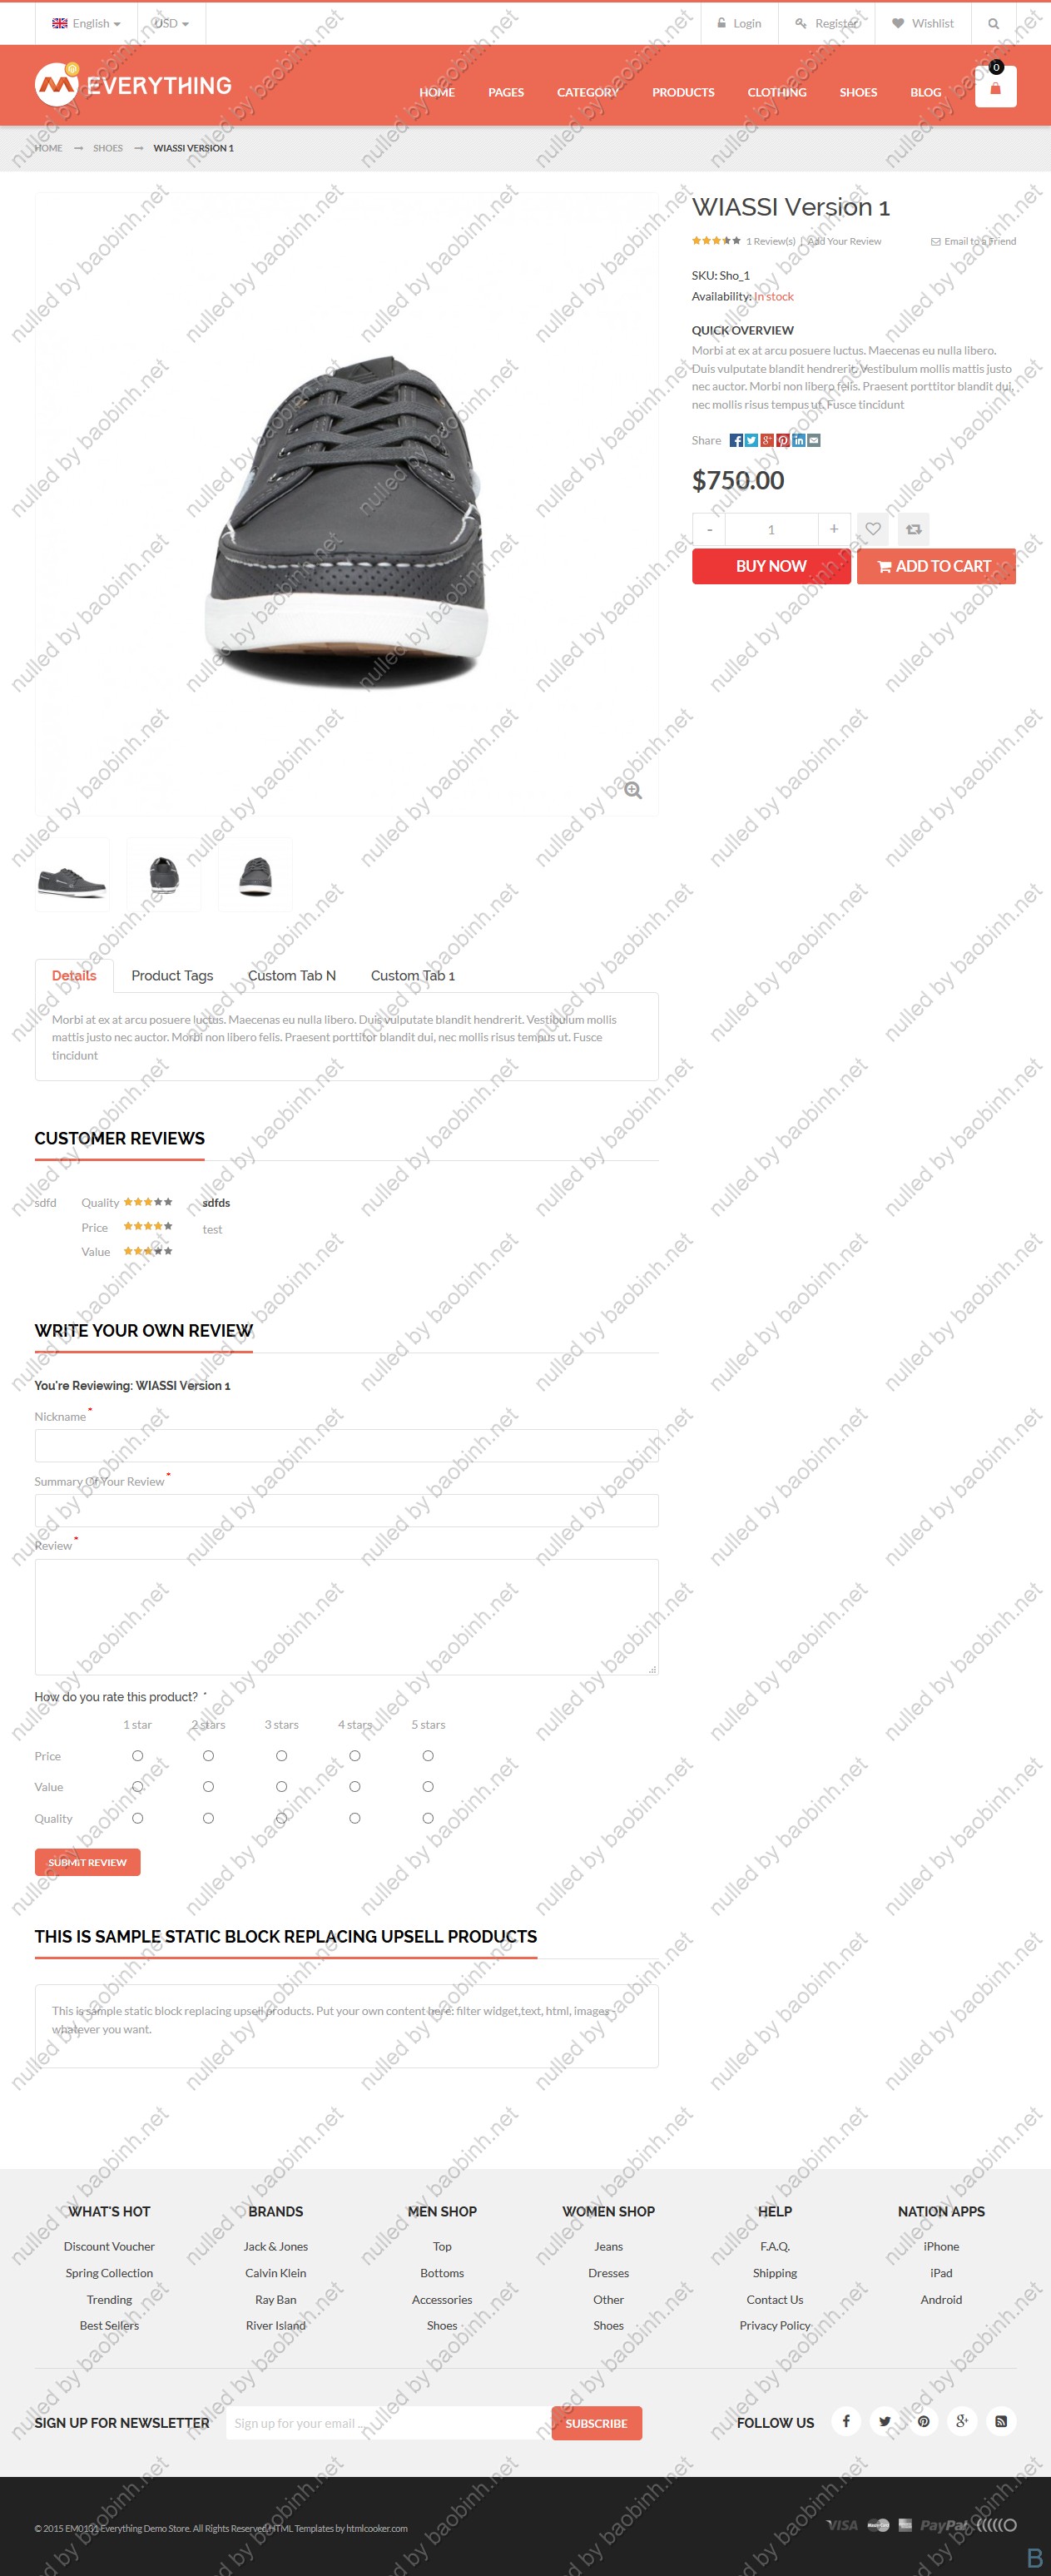 English
USD
Login
Register
Wishlist
EVERYTHING
HOME
PAGES
CATEGORY
PRODUCTS
CLOTHING
SHOES
BLOG
0
HOME
SHOES
WIASSI VERSION 1
WIASSI Version 1
1 Review(s) | Add Your Review
Email to a Friend
SKU: Sho_1
Availability: In stock
QUICK OVERVIEW
Morbi at ex at arcu posuere luctus. Maecenas eu nulla libero.
Duis vulputate blandit hendrerit. Vestibulum mollis mattis justo
nec auctor. Morbi non libero felis. Praesent porttitor blandit dui,
nec mollis risus tempus ut. Fusce tincidunt
Share
$750.00
- 1 +
BUY NOW
ADD TO CART
Details
Product Tags
Custom Tab N
Custom Tab 1
Morbi at ex at arcu posuere luctus. Maecenas eu nulla libero. Duis vulputate blandit hendrerit. Vestibulum mollis
mattis justo nec auctor. Morbi non libero felis. Praesent porttitor blandit dui, nec mollis risus tempus ut. Fusce
tincidunt
CUSTOMER REVIEWS
sdfd
Quality
sdfds
Price
test
Value
WRITE YOUR OWN REVIEW
You're Reviewing: WIASSI Version 1
Nickname *
Summary Of Your Review *
Review *
How do you rate this product? *
1 star
2 stars
3 stars
4 stars
5 stars
Price
Value
Quality
SUBMIT REVIEW
THIS IS SAMPLE STATIC BLOCK REPLACING UPSELL PRODUCTS
This is sample static block replacing upsell products. Put your own content here: filter widget,text, html, images -
whatever you want.
WHAT'S HOT
Discount Voucher
Spring Collection
Trending
Best Sellers
BRANDS
Jack & Jones
Calvin Klein
Ray Ban
River Island
MEN SHOP
Top
Bottoms
Accessories
Shoes
WOMEN SHOP
Jeans
Dresses
Other
Shoes
HELP
F.A.Q.
Shipping
Contact Us
Privacy Policy
NATION APPS
iPhone
iPad
Android
SIGN UP FOR NEWSLETTER
Sign up for your email ...
SUBSCRIBE
FOLLOW US
© 2015 EM0131 Everything Demo Store. All Rights Reserved. HTML Templates by htmlcooker.com
VISA
PayPal
B
nulled by baobinh.net